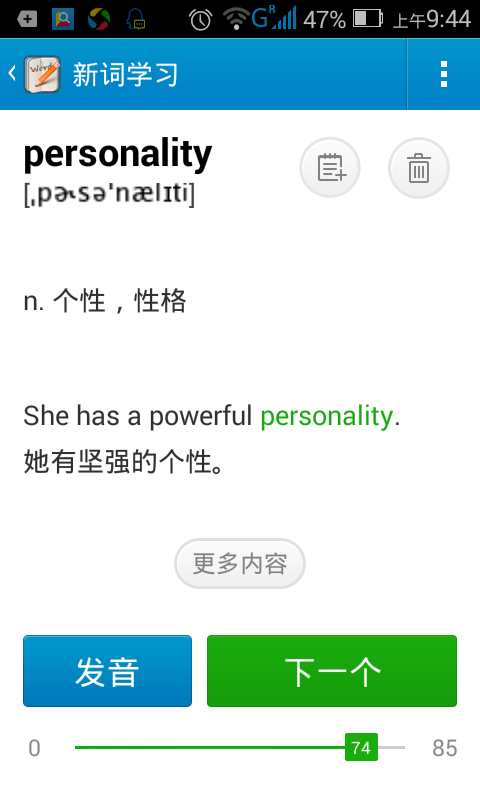 47% 上午9:44
新词学习
personality
[ˌpɚsəˈnælɪti]
n. 个性，性格
She has a powerful personality.
她有坚强的个性。
更多内容
发音 下一个
0 74 85